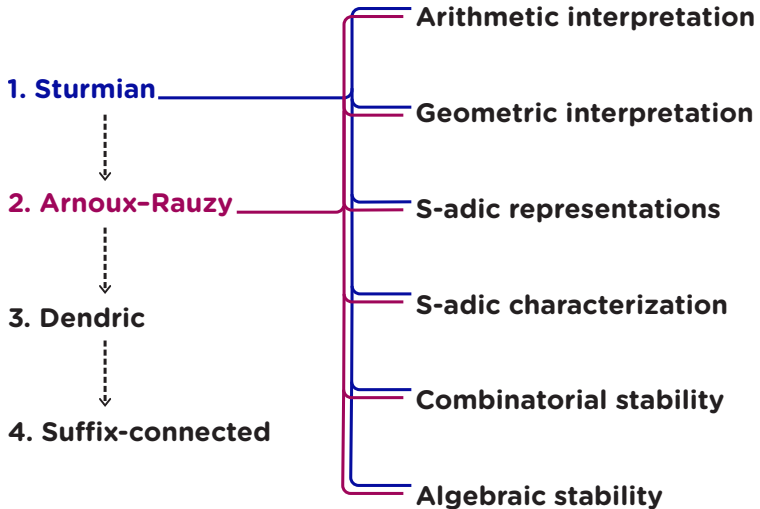 1. Sturmian
2. Arnoux–Rauzy
3. Dendric
4. Suffix-connected
Arithmetic interpretation
Geometric interpretation
S-adic representations
S-adic characterization
Combinatorial stability
Algebraic stability